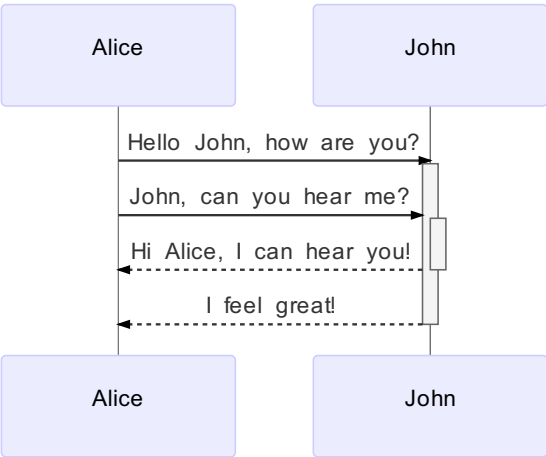 Alice
John
Hello John, how are you?
John, can you hear me?
Hi Alice, I can hear you!
I feel great!
Alice
John